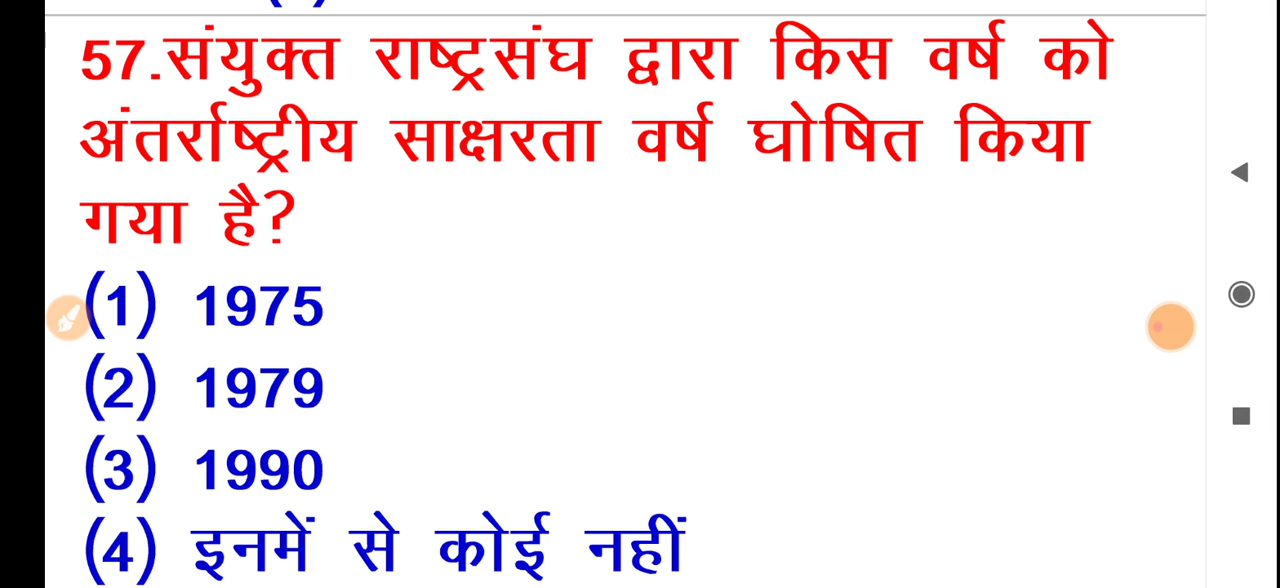 57.संयुक्त राष्ट्रसंघ द्वारा किस वर्ष को
अंतर्राष्ट्रीय साक्षरता वर्ष घोषित किया
गया है?
(1) 1975
(2) 1979
(3) 1990
(4) इनमें से कोई नहीं